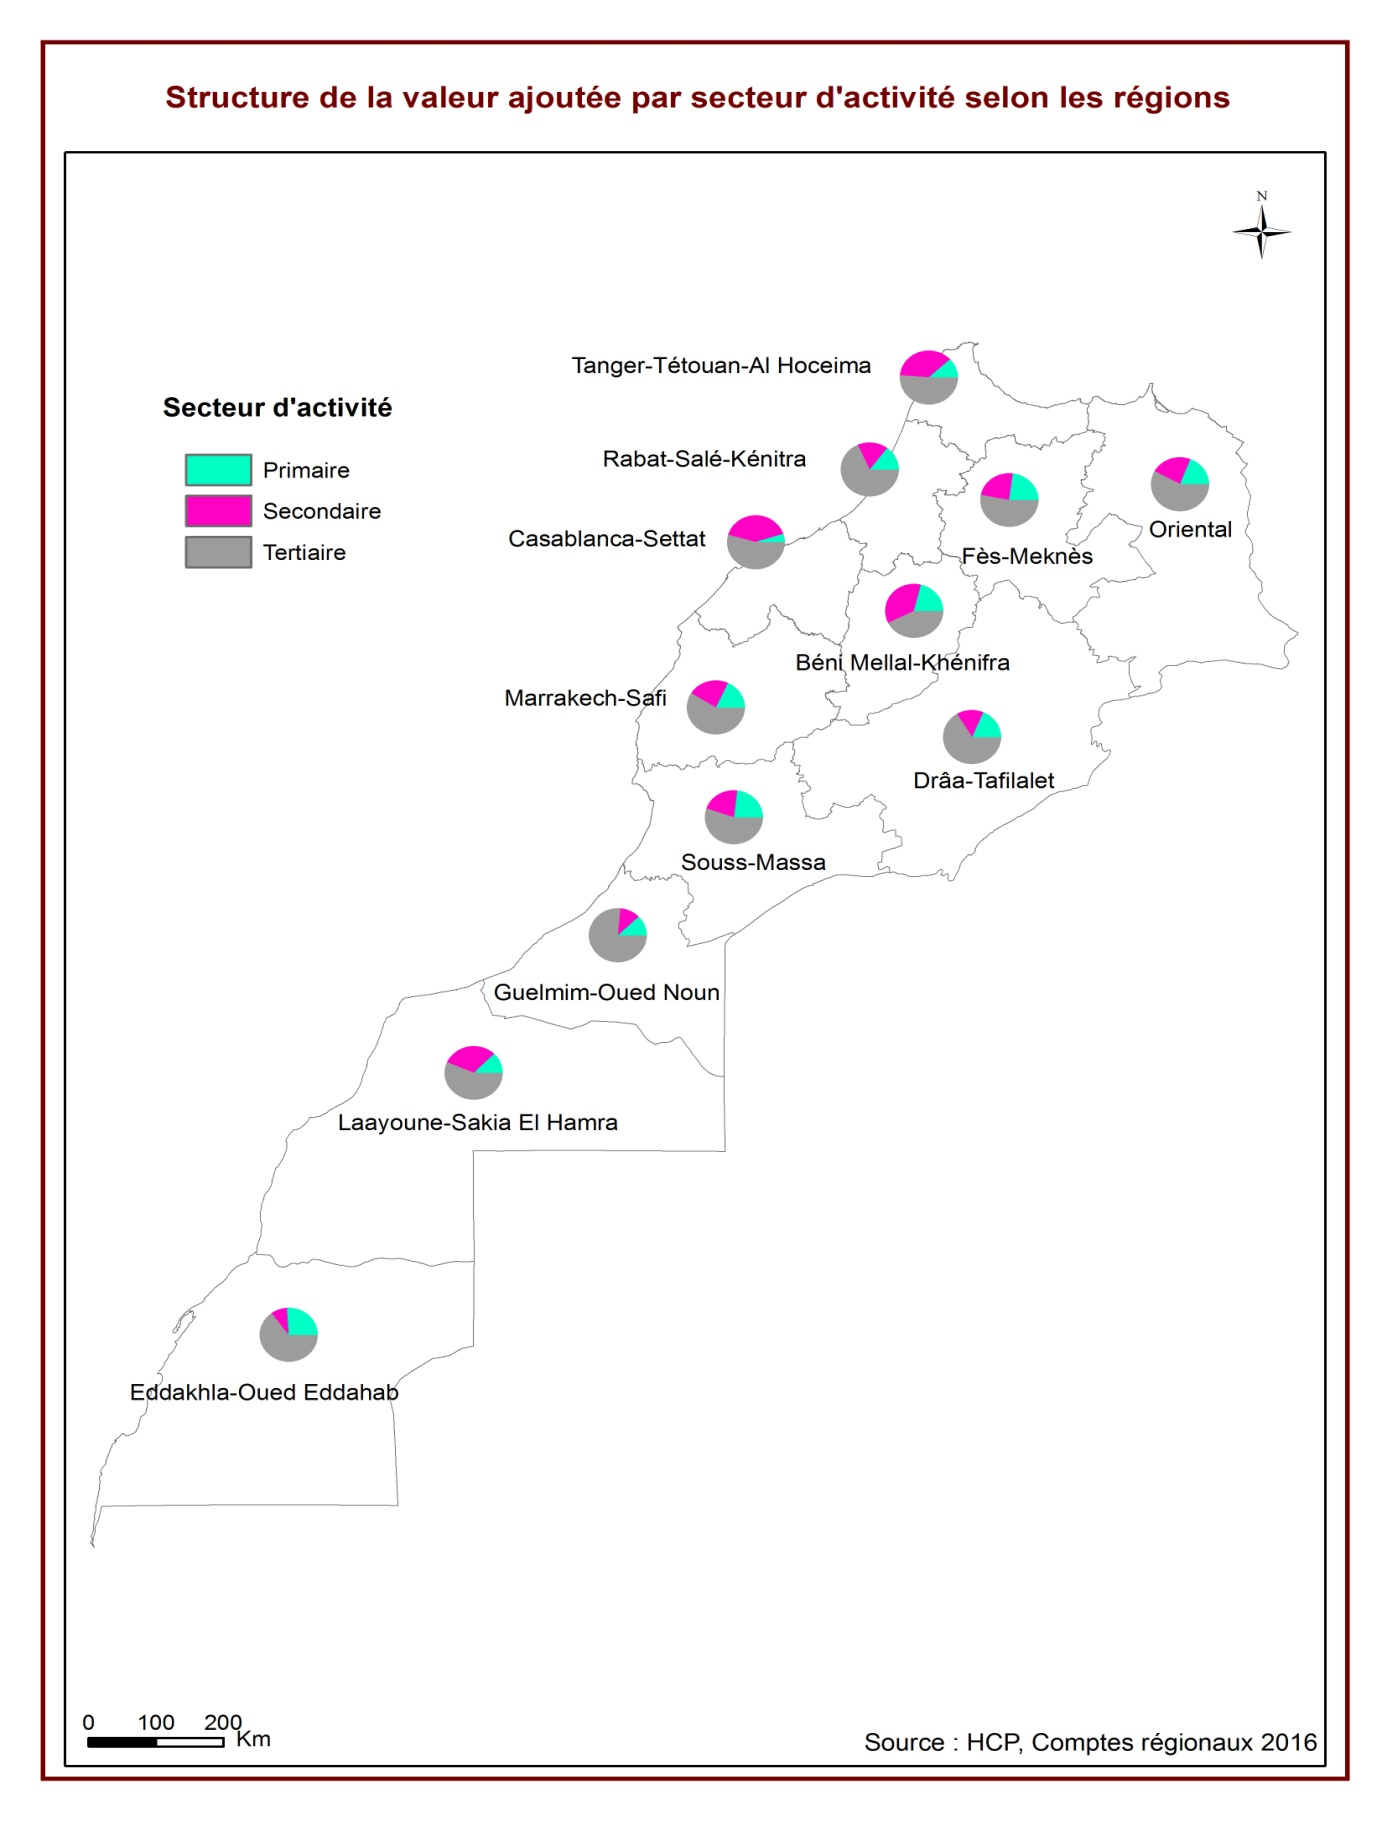 Structure de la valeur ajoutée par secteur d'activité selon les régions
N
Tanger-Tétouan-Al Hoceima
Secteur d'activité
Primaire
Secondaire
Tertiaire
Rabat-Salé-Kénitra
Casablanca-Settat
Oriental
Fès-Meknès
Béni Mellal-Khénifra
Marrakech-Safi
Drâa-Tafilalet
Souss-Massa
Guelmim-Oued Noun
Laayoune-Sakia El Hamra
Eddakhla-Oued Eddahab
0 100 200
Km
Source : HCP, Comptes régionaux 2016